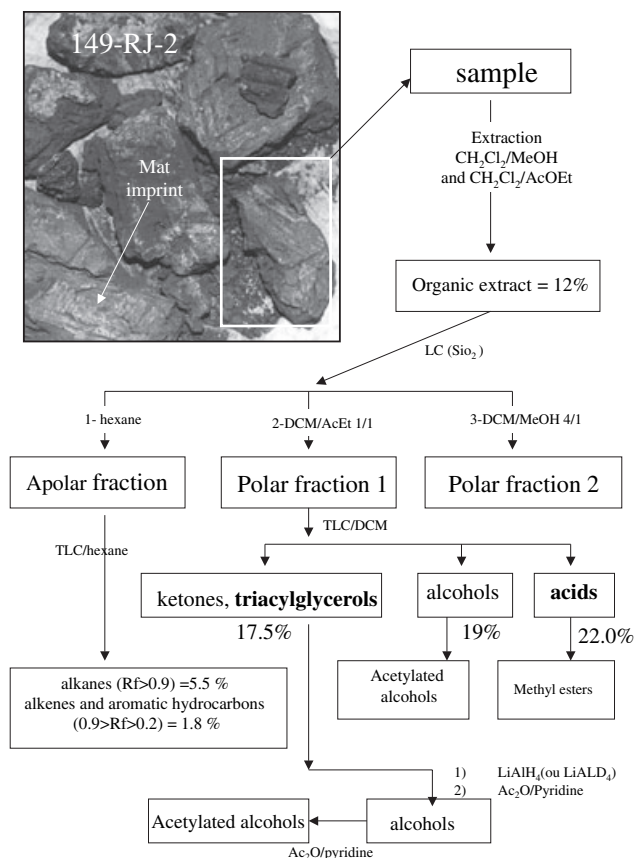 149-RJ-2
Mat
imprint
sample
Extraction
CH₂Cl₂/MeOH
and CH₂Cl₂/AcOEt
Organic extract = 12%
LC (Sio₂)
1- hexane
2-DCM/AcEt 1/1
3-DCM/MeOH 4/1
Apolar fraction
Polar fraction 1
Polar fraction 2
TLC/DCM
TLC/hexane
ketones, triacylglycerols
alcohols
acids
17.5%
19%
22.0%
alkanes (Rf>0.9) =5.5 %
alkenes and aromatic hydrocarbons
(0.9>Rf>0.2) = 1.8 %
Acetylated
alcohols
Methyl esters
1) LiAlH₄(ou LiALD₄)
2) Ac₂O/Pyridine
Acetylated alcohols
alcohols
Ac₂O/pyridine